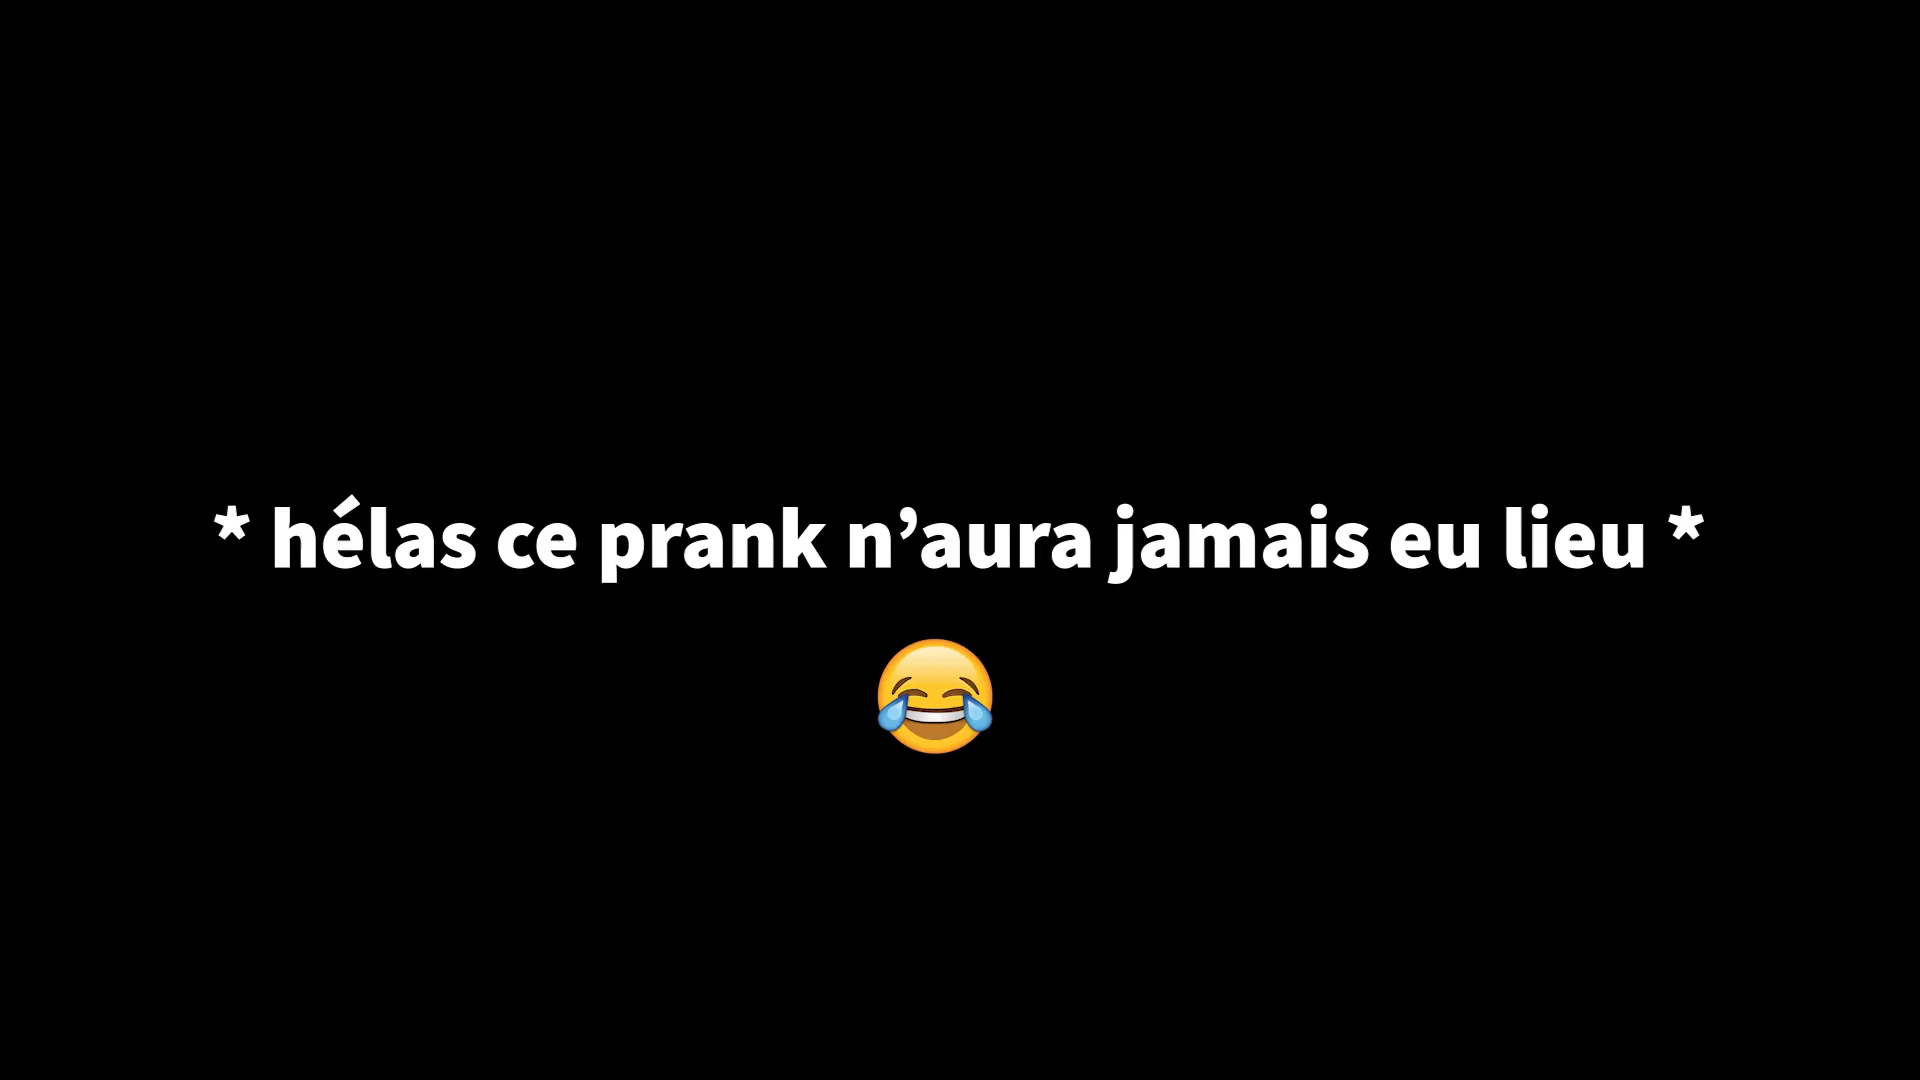 * hélas ce prank n’aura jamais eu lieu *
😂